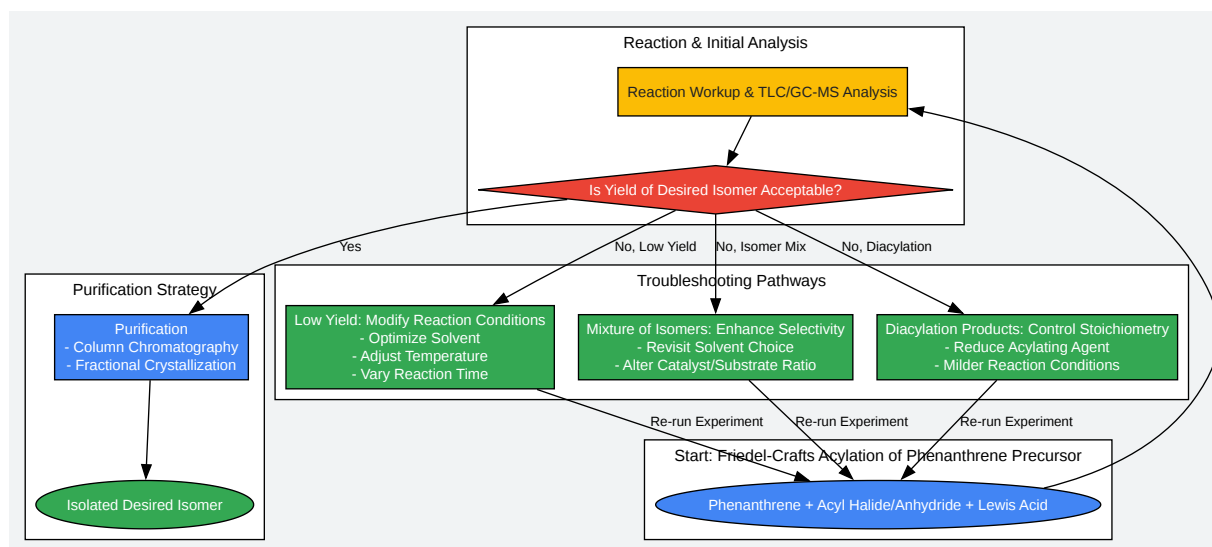 Reaction & Initial Analysis
Reaction Workup & TLC/GC-MS Analysis
Is Yield of Desired Isomer Acceptable?
Yes
No, Low Yield
No, Isomer Mix
No, Diacylation
Purification Strategy
Purification
- Column Chromatography
- Fractional Crystallization
Troubleshooting Pathways
Low Yield: Modify Reaction Conditions
- Optimize Solvent
- Adjust Temperature
- Vary Reaction Time
Mixture of Isomers: Enhance Selectivity
- Revisit Solvent Choice
- Alter Catalyst/Substrate Ratio
Diacylation Products: Control Stoichiometry
- Reduce Acylating Agent
- Milder Reaction Conditions
Re-run Experiment
Re-run Experiment
Re-run Experiment
Start: Friedel-Crafts Acylation of Phenanthrene Precursor
Isolated Desired Isomer
Phenanthrene + Acyl Halide/Anhydride + Lewis Acid